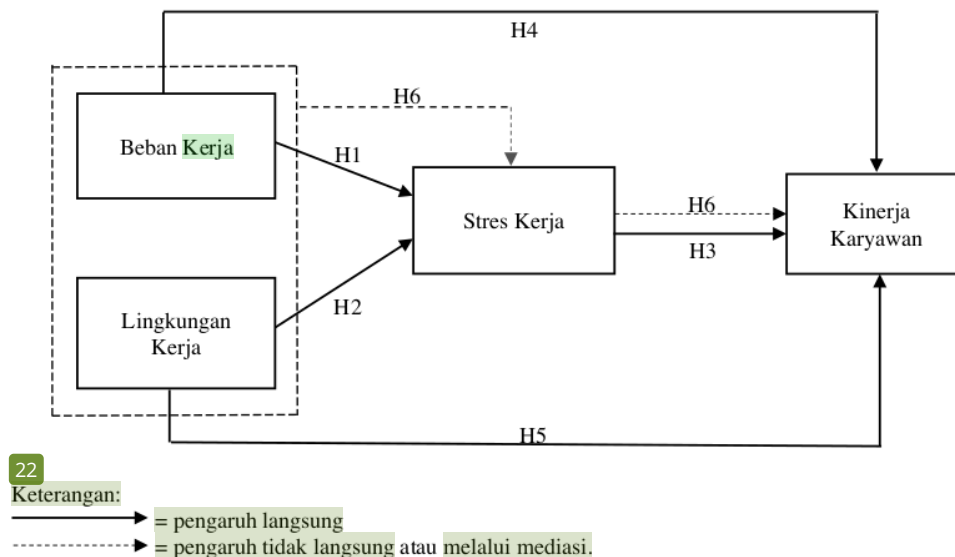 H4
H6
Beban Kerja
H1
Stres Kerja
H6
H3
Kinerja
Karyawan
Lingkungan
Kerja
H2
H5
22
Keterangan:
= pengaruh langsung
= pengaruh tidak langsung atau melalui mediasi.